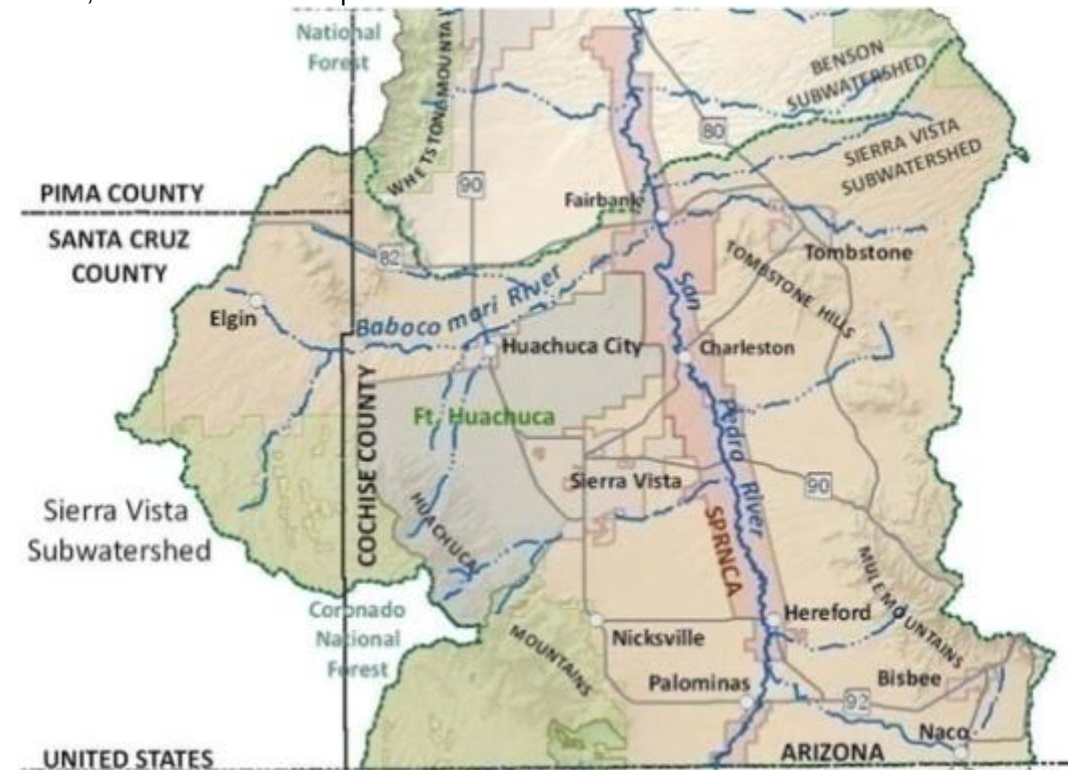 National
Forest
WHETSTONE MOUNTA
BENSON
SUBWATERSHED
80
SIERRA VISTA
SUBWATERSHED
90
PIMA COUNTY
Fairbank
SANTA CRUZ
COUNTY
82
Tombstone
TOMBSTONE HILLS
San
Pedro
River
Elgin
Babocomari River
Huachuca City
Charleston
Ft. Huachuca
COCHISE COUNTY
Sierra Vista
90
Sierra Vista
Subwatershed
HUACHUCA
MOUNTAINS
SPRNCA
MULE MOUNTAINS
Coronado
National
Forest
Hereford
Nicksville
Palominas
Bisbee
92
Naco
UNITED STATES
ARIZONA